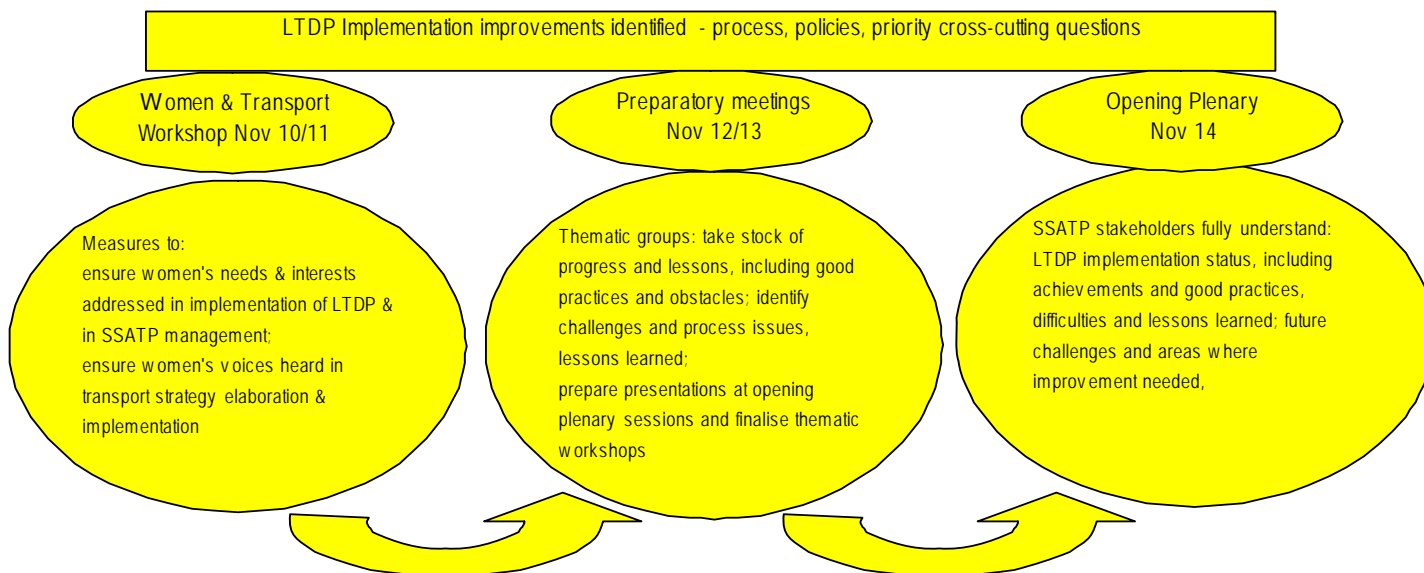 LTDP Implementation improvements identified - process, policies, priority cross-cutting questions
Women & Transport
Workshop Nov 10/11
Preparatory meetings
Nov 12/13
Opening Plenary
Nov 14
Measures to:
ensure women's needs & interests
addressed in implementation of LTDP &
in SSATP management;
ensure women's voices heard in
transport strategy elaboration &
implementation
Thematic groups: take stock of
progress and lessons, including good
practices and obstacles; identify
challenges and process issues,
lessons learned;
prepare presentations at opening
plenary sessions and finalise thematic
workshops
SSATP stakeholders fully understand:
LTDP implementation status, including
achievements and good practices,
difficulties and lessons learned; future
challenges and areas where
improvement needed,